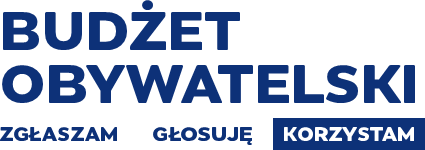 BUDŻET
OBYWATELSKI
ZGŁASZAM GŁOSUJĘ KORZYSTAM